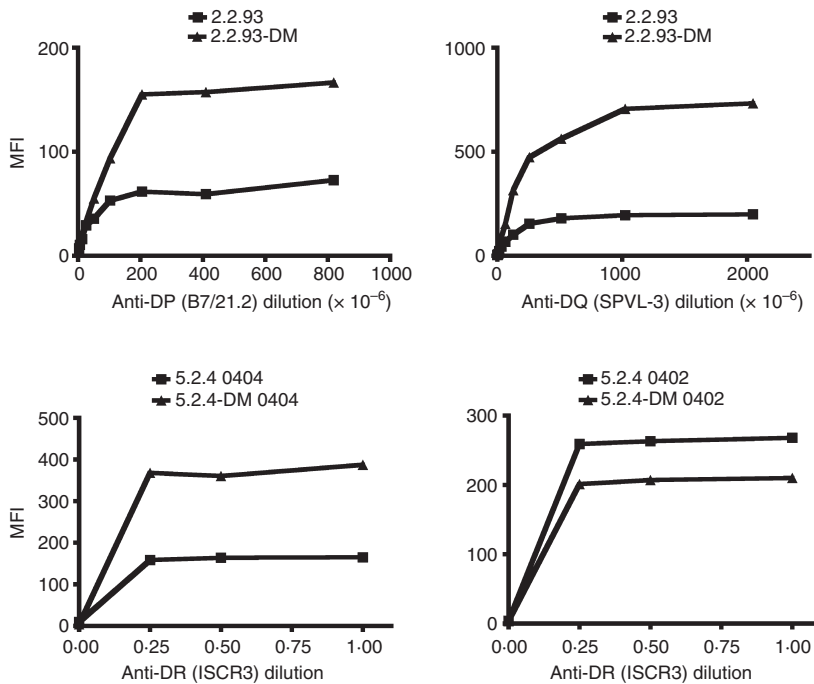 2.2.93
2.2.93-DM
200
100
0
MFI
0 200 400 600 800 1000
Anti-DP (B7/21.2) dilution (× 10⁻⁶)
2.2.93
2.2.93-DM
1000
500
0
0 1000 2000
Anti-DQ (SPVL-3) dilution (× 10⁻⁶)
5.2.4 0404
5.2.4-DM 0404
500
400
300
200
100
0
MFI
0·00 0·25 0·50 0·75 1·00
Anti-DR (ISCR3) dilution
5.2.4 0402
5.2.4-DM 0402
300
200
100
0
0·00 0·25 0·50 0·75 1·00
Anti-DR (ISCR3) dilution